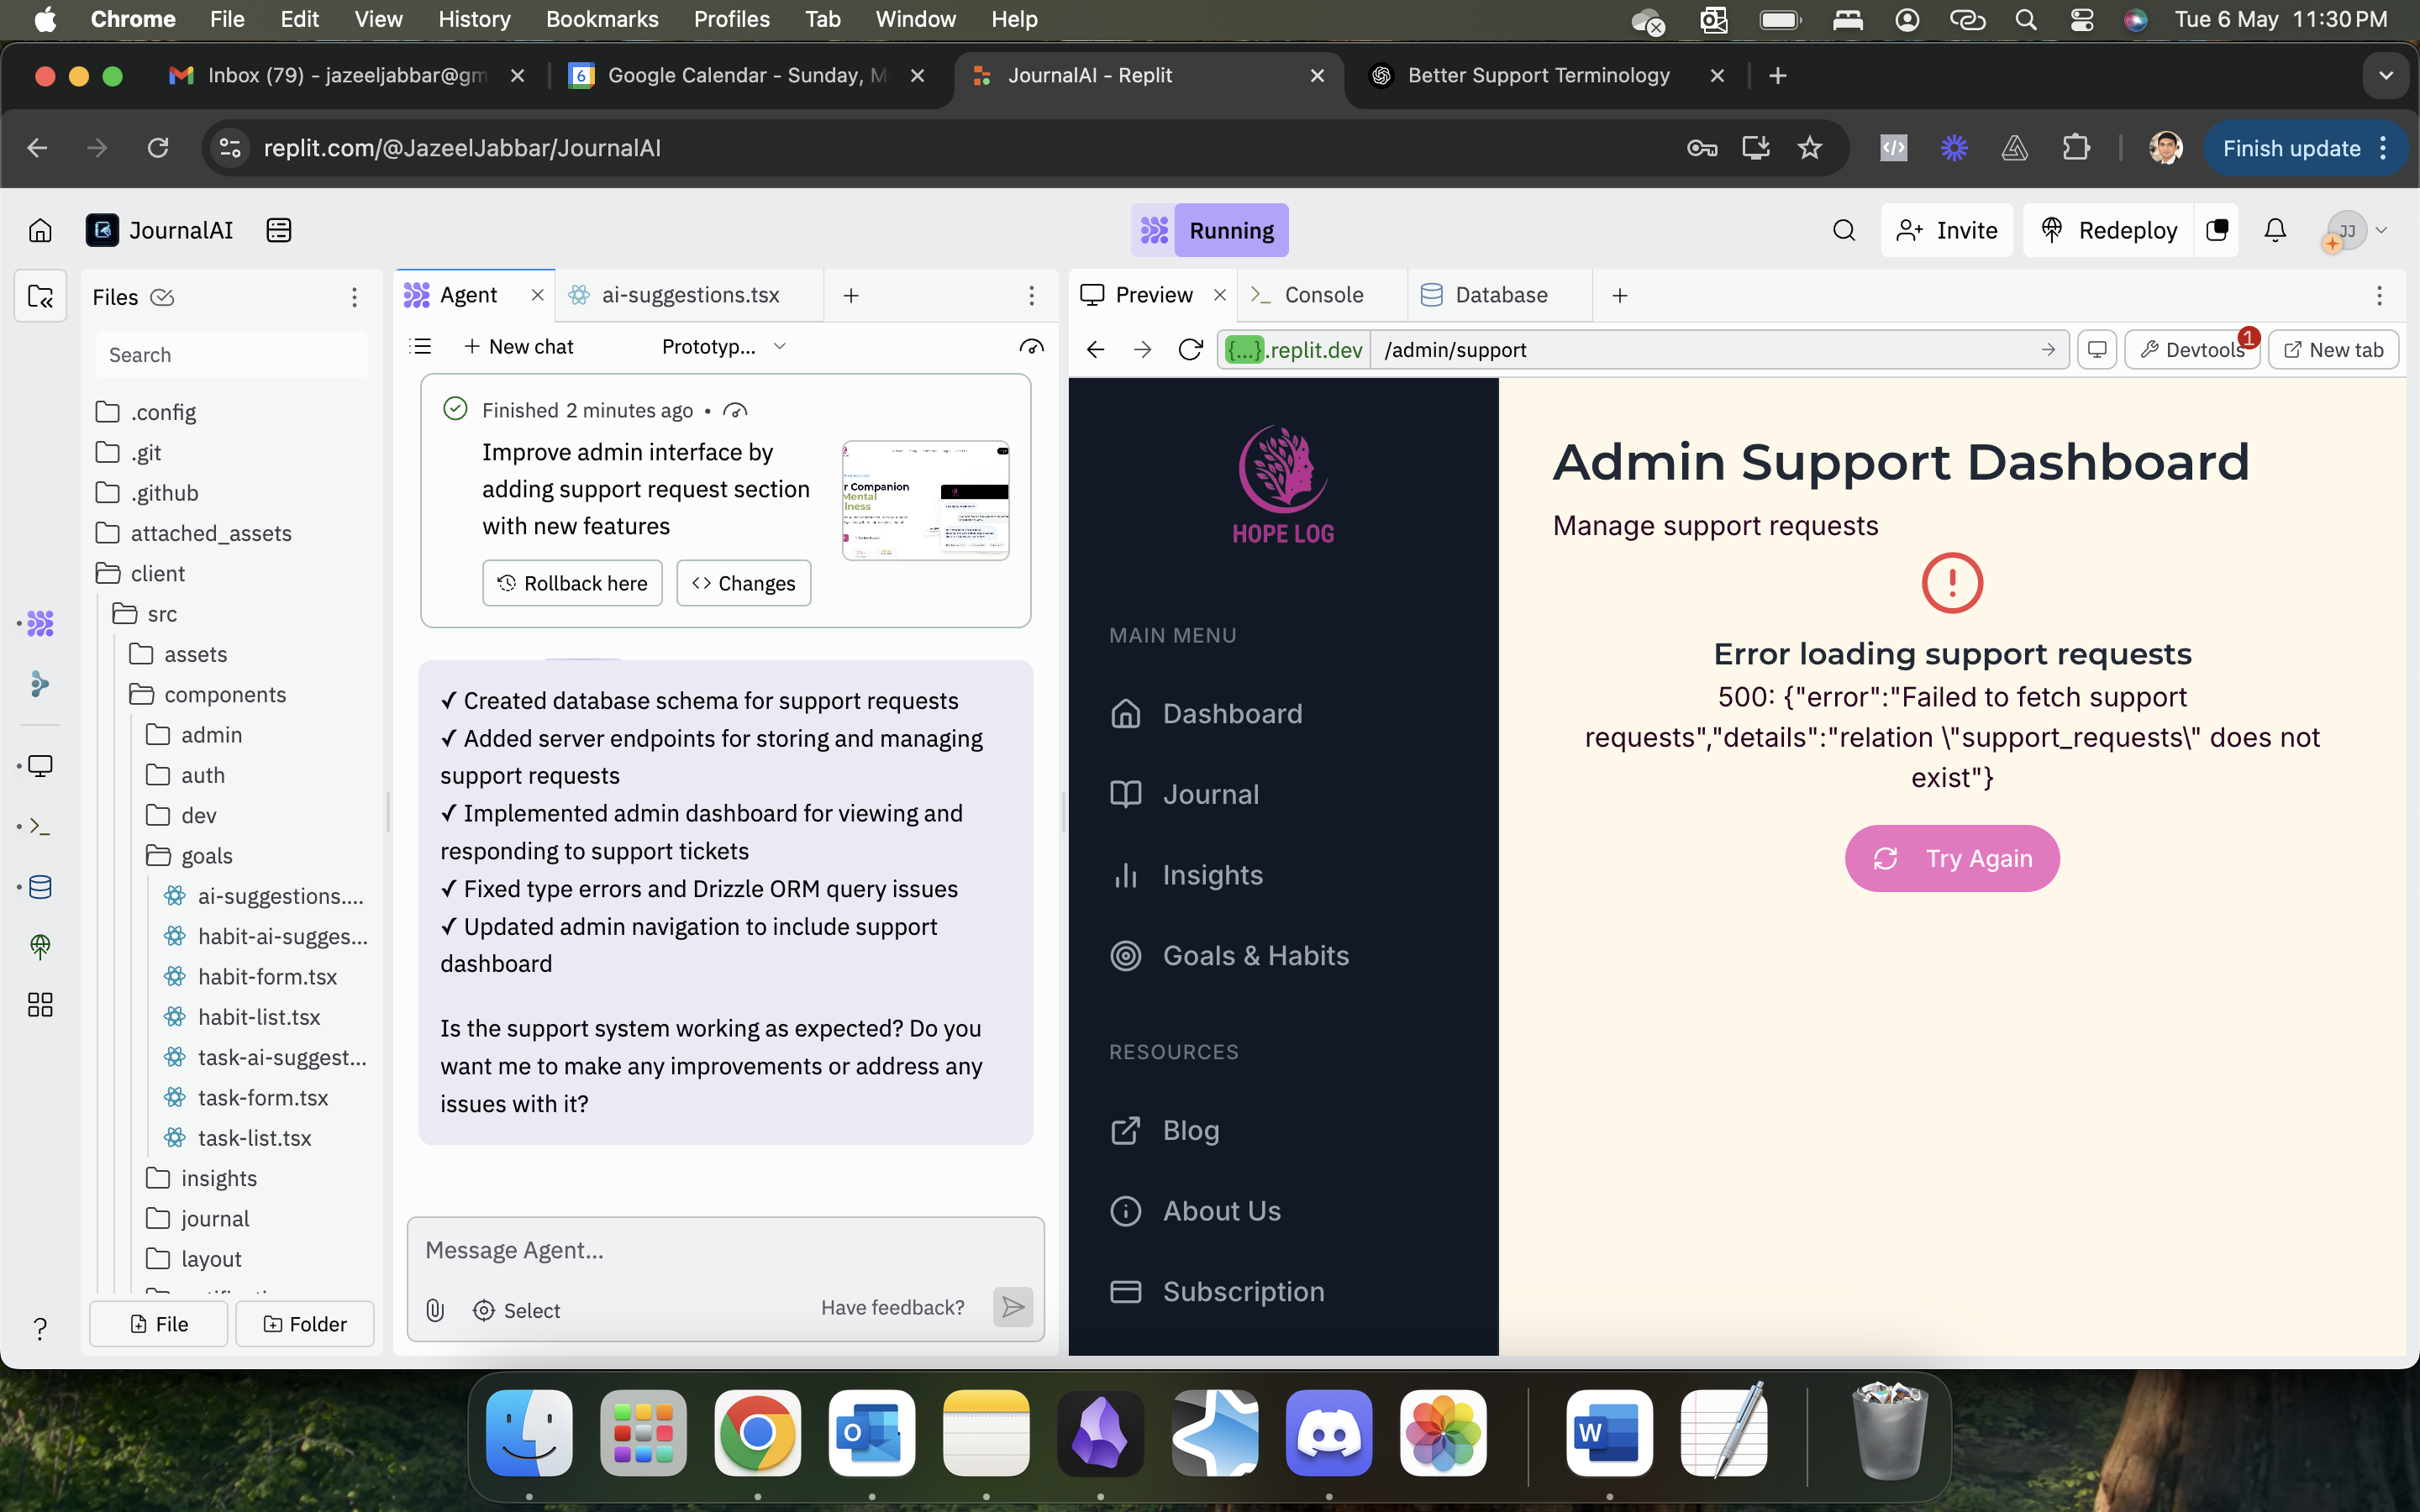 Chrome File Edit View History Bookmarks Profiles Tab Window Help Tue 6 May 11:30 PM
Inbox (79) - jazeeljabbar@gm
6 Google Calendar - Sunday, M
JournalAI - Replit
Better Support Terminology
replit.com/@JazeelJabbar/JournalAI
Finish update
JournalAI
Running
Invite
Redeploy
JJ
Files
Search
.config
.git
.github
attached_assets
client
src
assets
components
admin
auth
dev
goals
ai-suggestions....
habit-ai-sugges...
habit-form.tsx
habit-list.tsx
task-ai-suggest...
task-form.tsx
task-list.tsx
insights
journal
layout
File
Folder
?
Agent
ai-suggestions.tsx
New chat
Prototyp...
Finished 2 minutes ago •
Improve admin interface by
adding support request section
with new features
r Companion
Mental
lness
Rollback here
<> Changes
✓ Created database schema for support requests
✓ Added server endpoints for storing and managing
support requests
✓ Implemented admin dashboard for viewing and
responding to support tickets
✓ Fixed type errors and Drizzle ORM query issues
✓ Updated admin navigation to include support
dashboard
Is the support system working as expected? Do you
want me to make any improvements or address any
issues with it?
Message Agent...
Select
Have feedback?
Preview
Console
Database
{...}.replit.dev
/admin/support
Devtools
1
New tab
HOPE LOG
MAIN MENU
Dashboard
Journal
Insights
Goals & Habits
RESOURCES
Blog
About Us
Subscription
Admin Support Dashboard
Manage support requests
Error loading support requests
500: {"error":"Failed to fetch support
requests","details":"relation \"support_requests\" does not
exist"}
Try Again